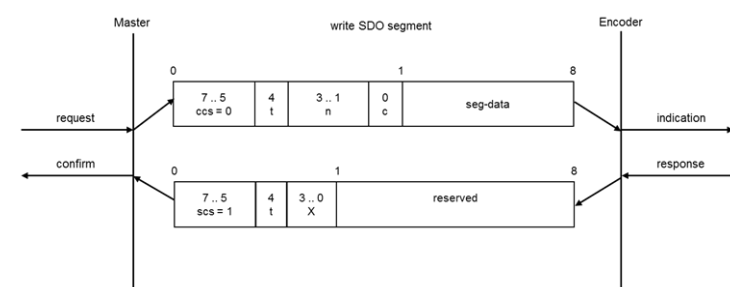 Master
write SDO segment
Encoder
0 1 8
7 .. 5 4 3 .. 1 0
ccs = 0 t n c seg-data
request
indication
confirm
response
0 1 8
7 .. 5 4 3 .. 0 reserved
scs = 1 t X